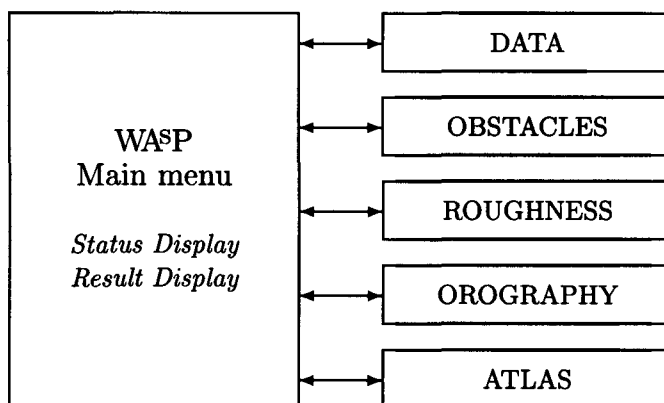 WAsP
Main menu
Status Display
Result Display
DATA
OBSTACLES
ROUGHNESS
OROGRAPHY
ATLAS